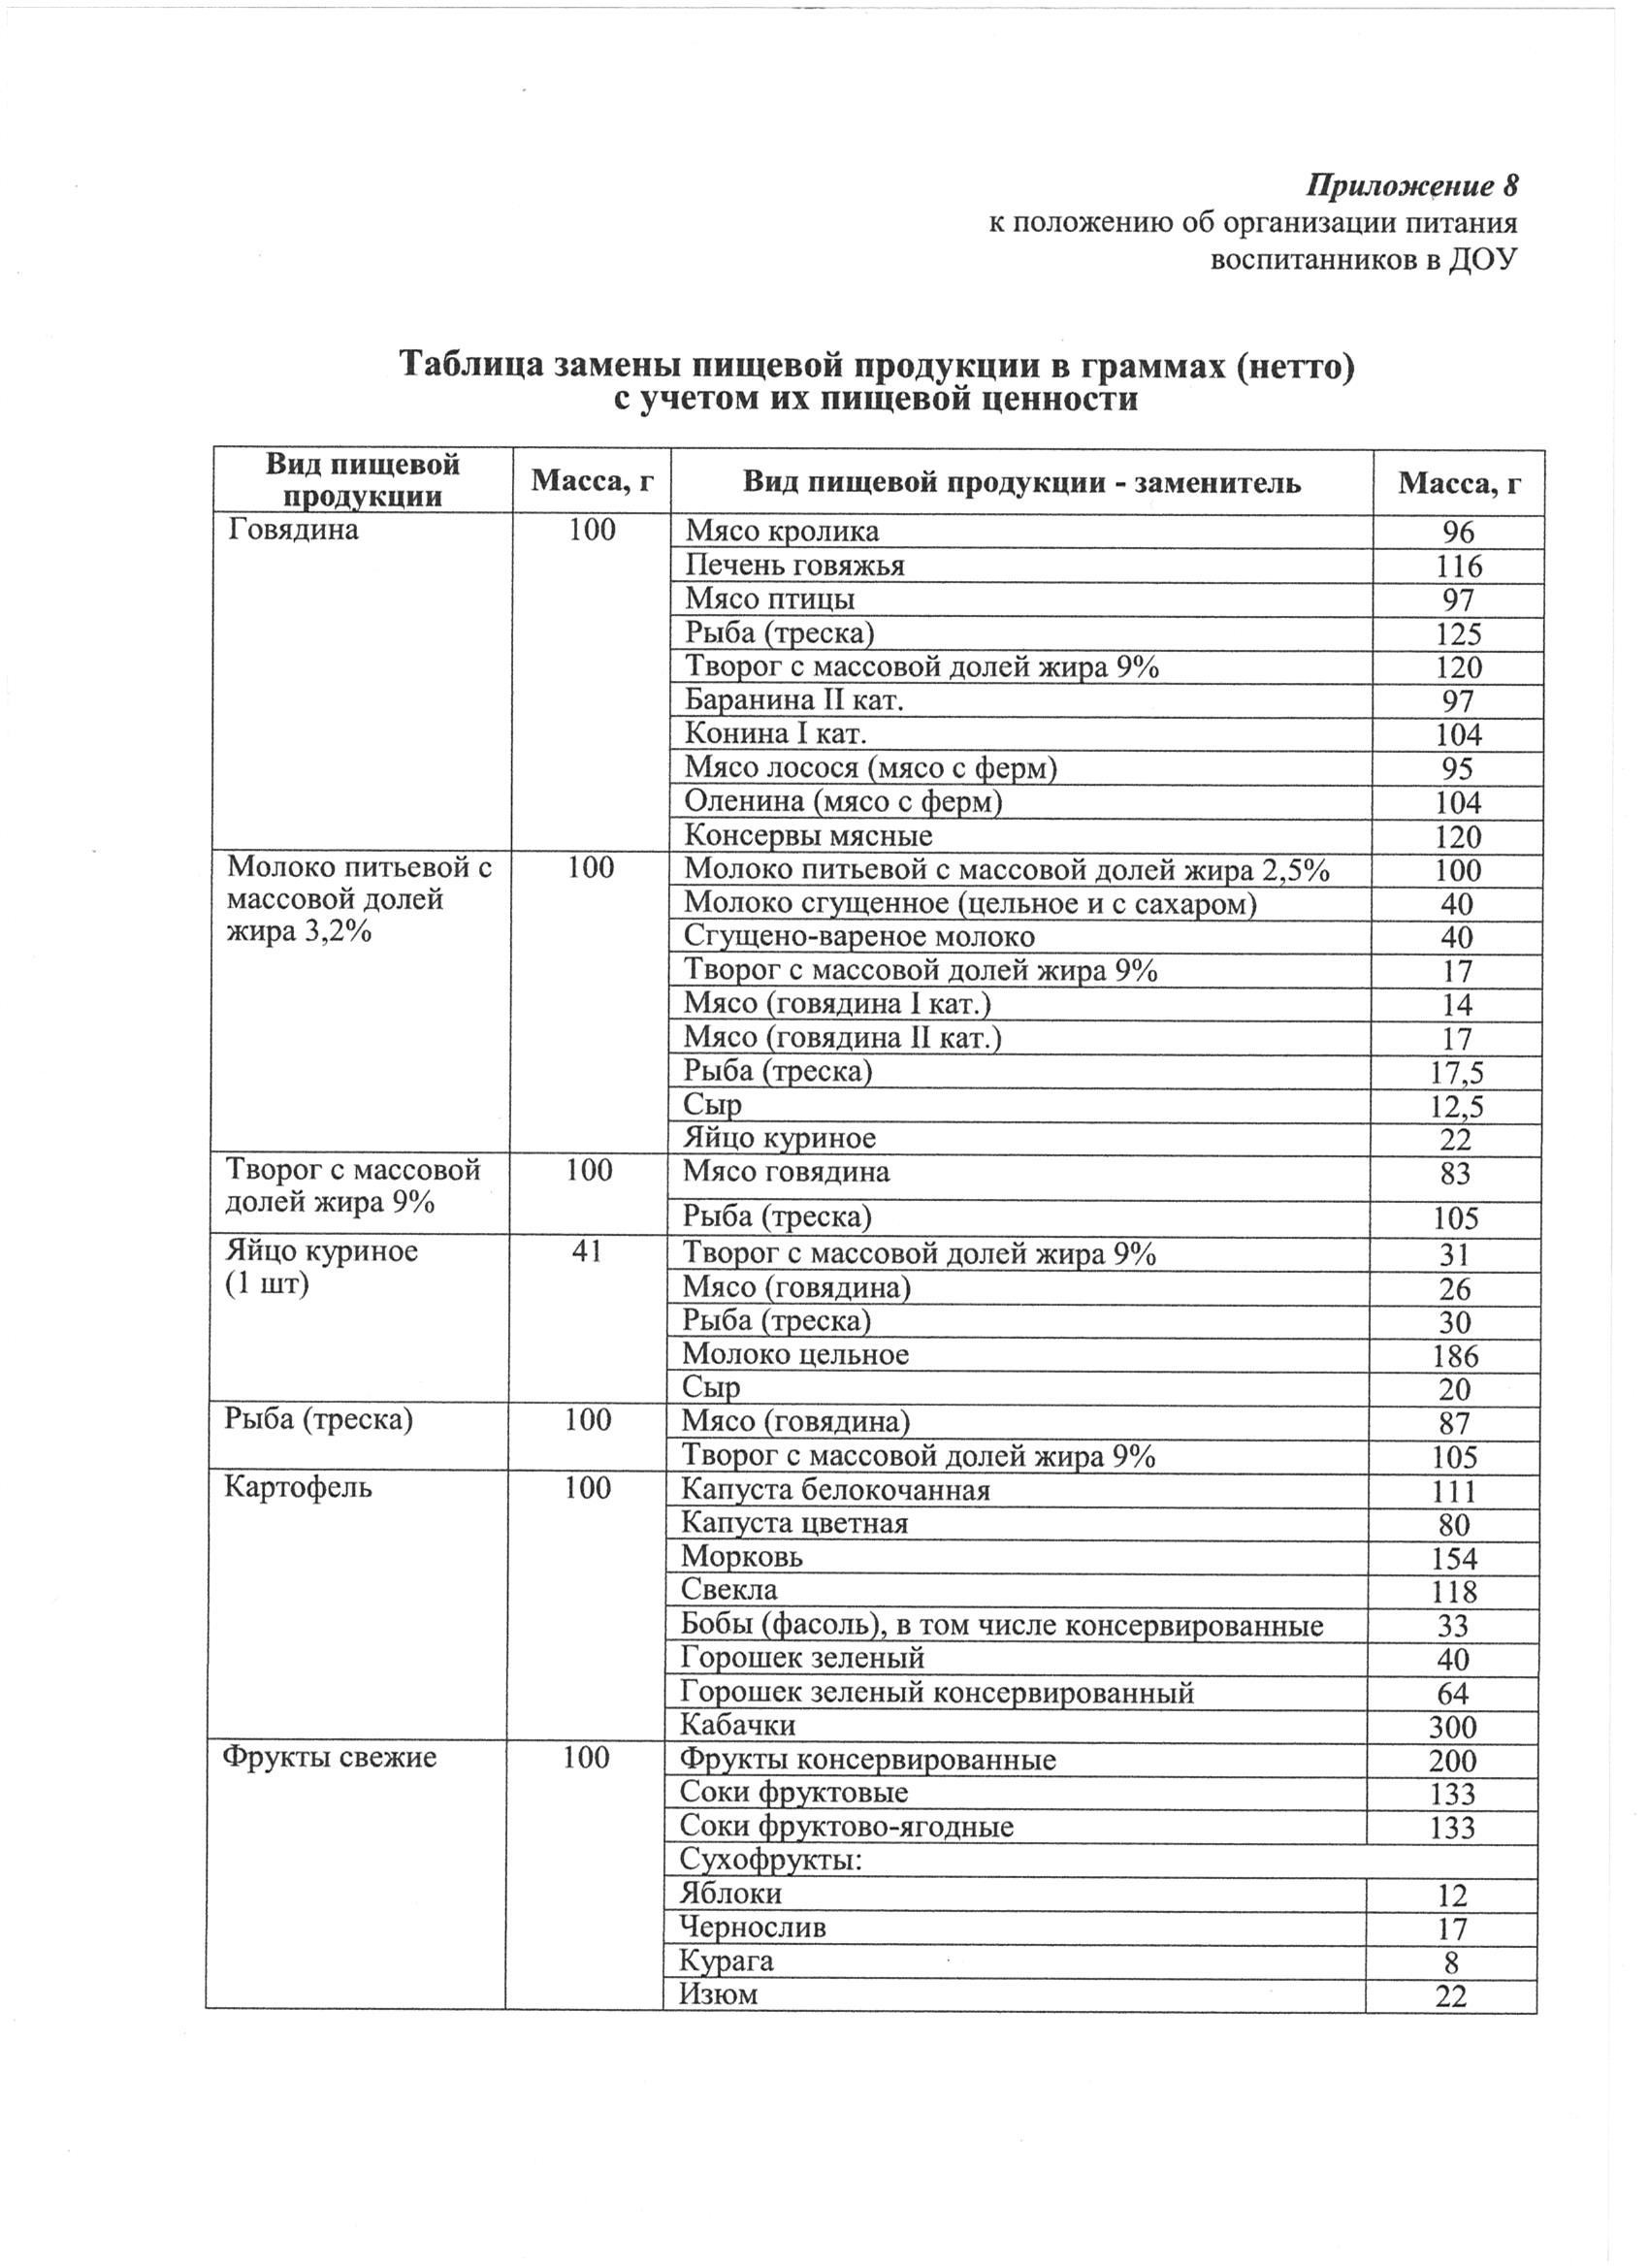 Приложение 8
к положению об организации питания
воспитанников в ДОУ
Таблица замены пищевой продукции в граммах (нетто)
с учетом их пищевой ценности
Вид пищевой продукции Масса, г Вид пищевой продукции - заменитель Масса, г
Говядина 100 Мясо кролика 96
Печень говяжья 116
Мясо птицы 97
Рыба (треска) 125
Творог с массовой долей жира 9% 120
Баранина II кат. 97
Конина I кат. 104
Мясо лосося (мясо с ферм) 95
Оленина (мясо с ферм) 104
Консервы мясные 120
Молоко питьевой с 100 Молоко питьевой с массовой долей жира 2,5% 100
массовой долей Молоко сгущенное (цельное и с сахаром) 40
жира 3,2% Сгущено-вареное молоко 40
Творог с массовой долей жира 9% 17
Мясо (говядина I кат.) 14
Мясо (говядина II кат.) 17
Рыба (треска) 17,5
Сыр 12,5
Яйцо куриное 22
Творог с массовой 100 Мясо говядина 83
долей жира 9% Рыба (треска) 105
Яйцо куриное 41 Творог с массовой долей жира 9% 31
(1 шт) Мясо (говядина) 26
Рыба (треска) 30
Молоко цельное 186
Сыр 20
Рыба (треска) 100 Мясо (говядина) 87
Творог с массовой долей жира 9% 105
Картофель 100 Капуста белокочанная 111
Капуста цветная 80
Морковь 154
Свекла 118
Бобы (фасоль), в том числе консервированные 33
Горошек зеленый 40
Горошек зеленый консервированный 64
Кабачки 300
Фрукты свежие 100 Фрукты консервированные 200
Соки фруктовые 133
Соки фруктово-ягодные 133
Сухофрукты:
Яблоки 12
Чернослив 17
Курага 8
Изюм 22